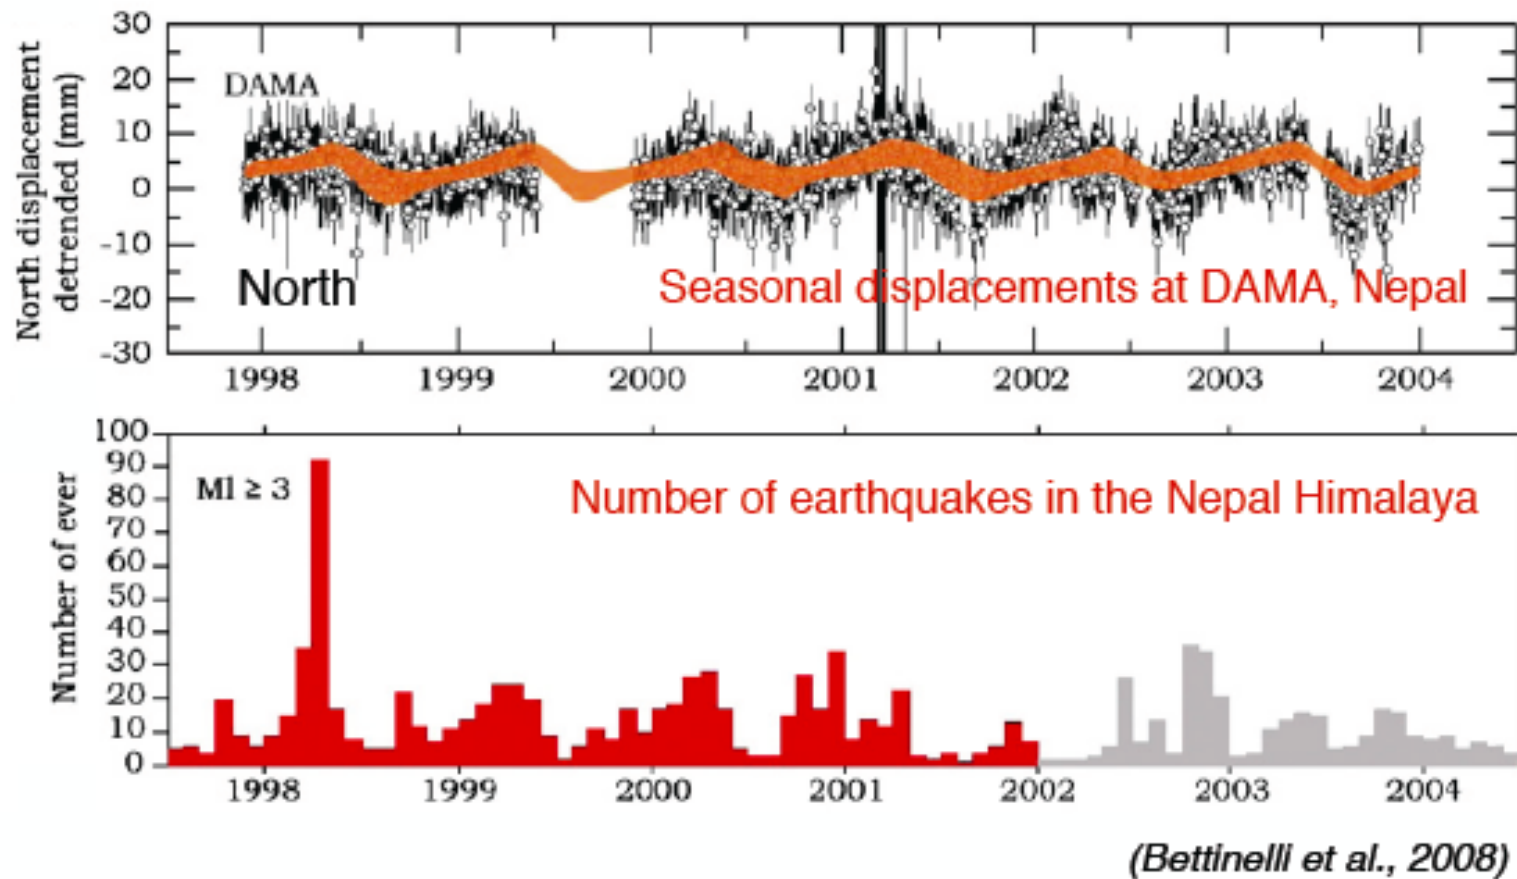 North displacement
detrended (mm)
30
20
10
0
-10
-20
-30
DAMA
North
Seasonal displacements at DAMA, Nepal
1998 1999 2000 2001 2002 2003 2004
Number of ever
100
90
80
70
60
50
40
30
20
10
0
Ml ≥ 3
Number of earthquakes in the Nepal Himalaya
1998 1999 2000 2001 2002 2003 2004
(Bettinelli et al., 2008)